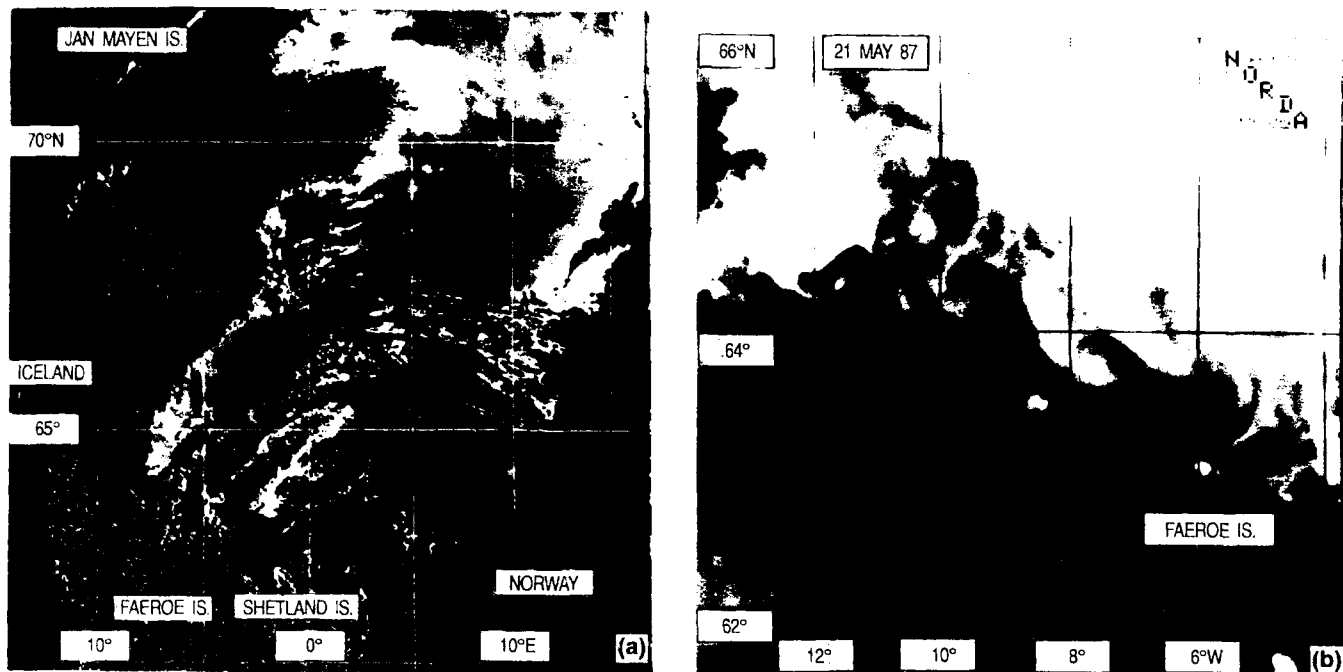 JAN MAYEN IS.
70°N
ICELAND
65°
NORWAY
FAEROE IS. SHETLAND IS.
10° 0° 10°E (a)
66°N 21 MAY 87
NORDA
64°
FAEROE IS.
62°
12° 10° 8° 6°W (b)